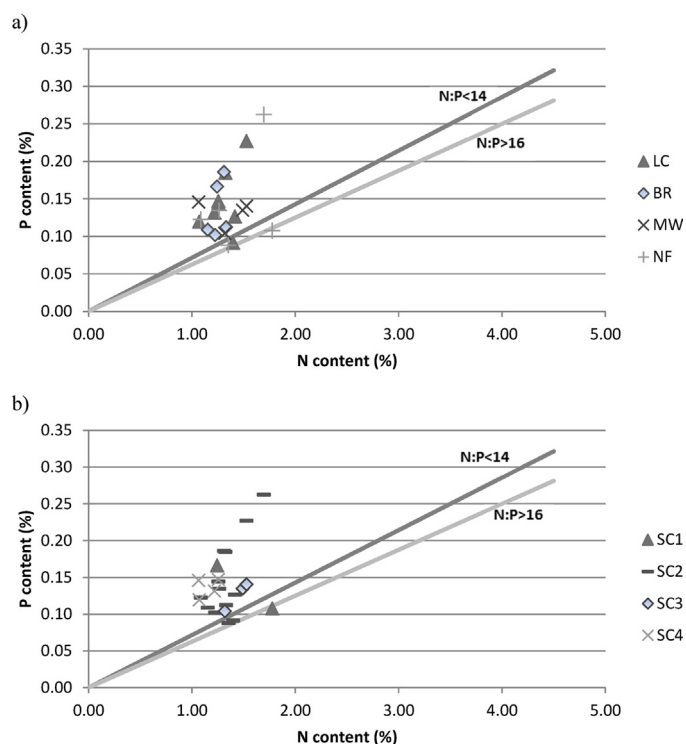 a)
0.35
0.30
0.25
0.20
0.15
0.10
0.05
0.00
P content (%)
N:P<14
N:P>16
0.00 1.00 2.00 3.00 4.00 5.00
N content (%)
LC
BR
MW
NF
b)
0.35
0.30
0.25
0.20
0.15
0.10
0.05
0.00
P content (%)
N:P<14
N:P>16
0.00 1.00 2.00 3.00 4.00 5.00
N content (%)
SC1
SC2
SC3
SC4